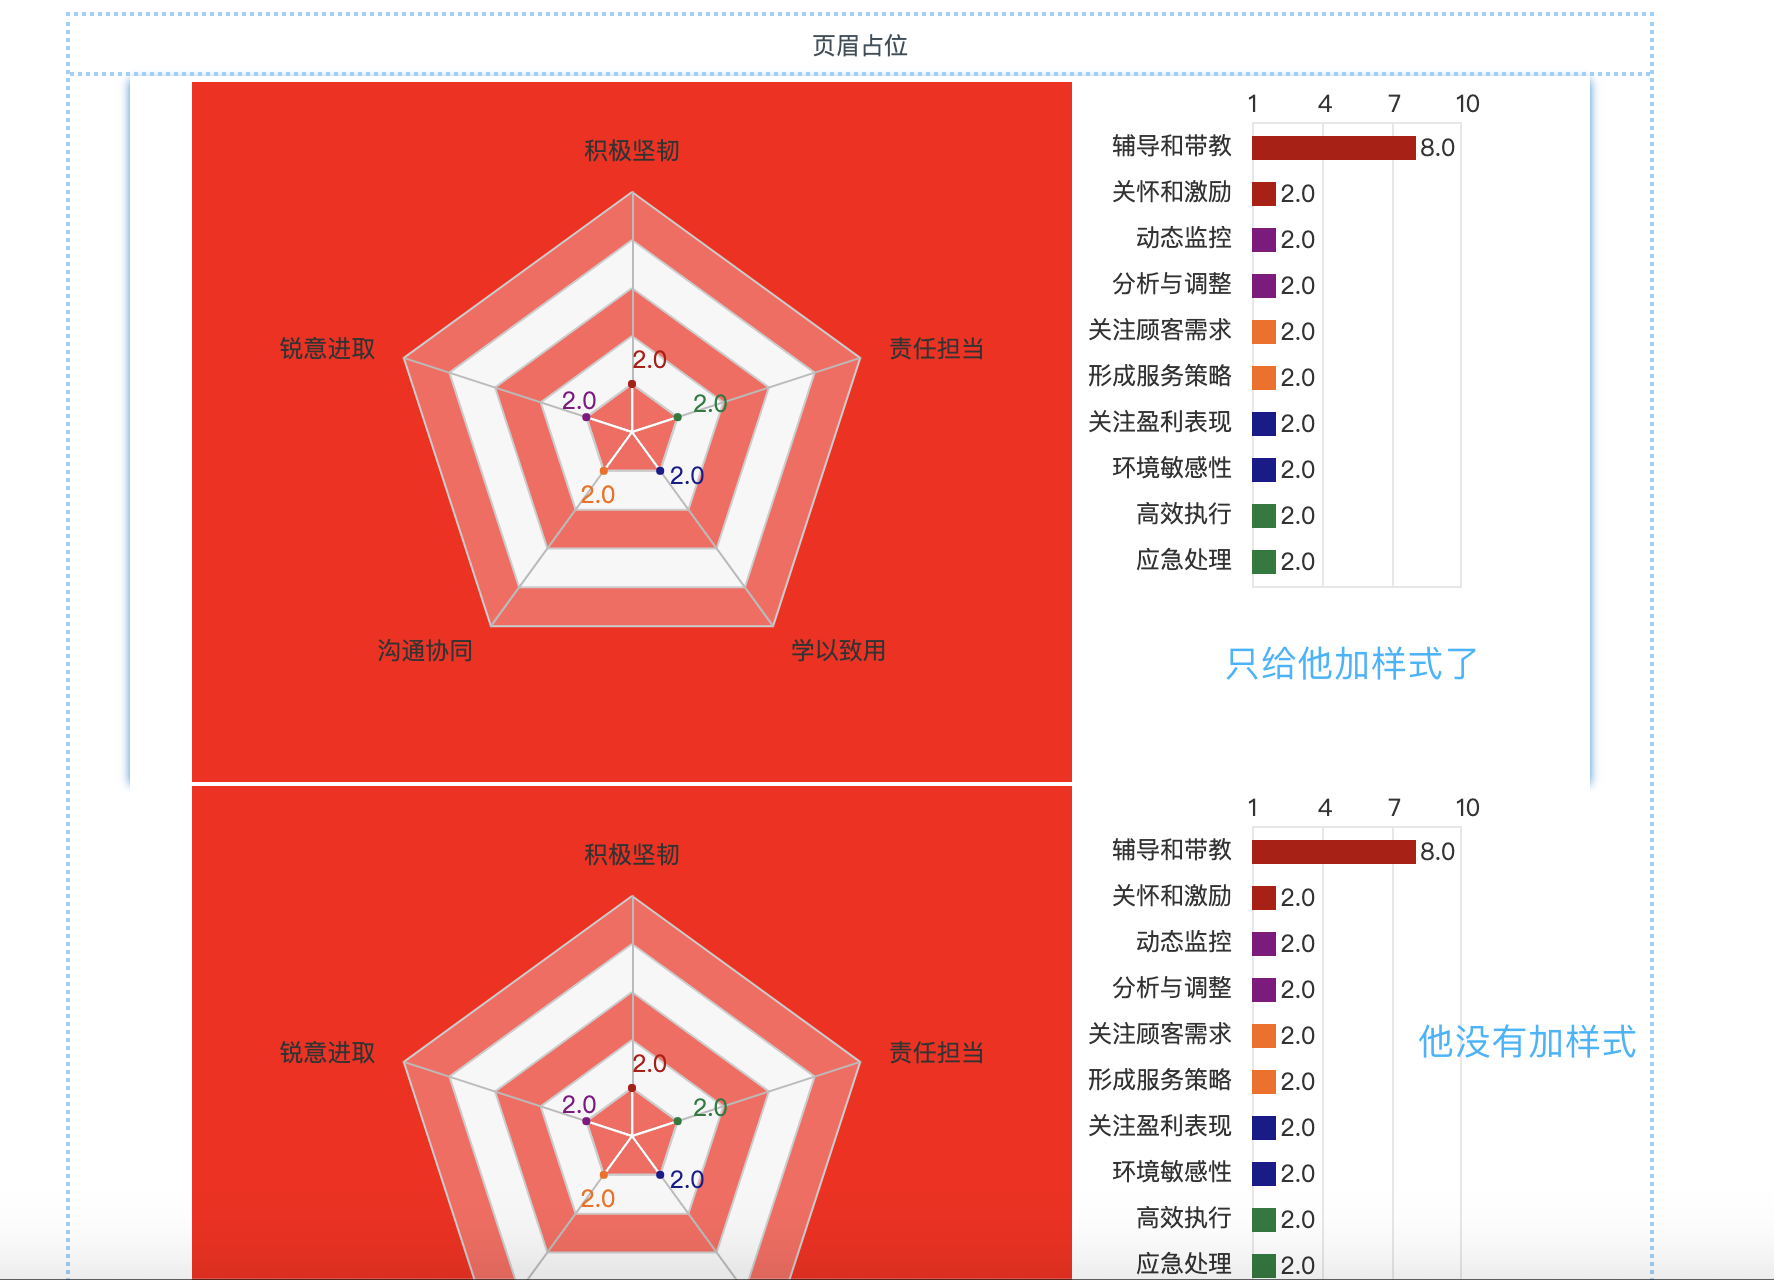 页眉占位
积极坚韧
责任担当
学以致用
沟通协同
锐意进取
2.0
2.0
2.0
2.0
2.0
1 4 7 10
辅导和带教 8.0
关怀和激励 2.0
动态监控 2.0
分析与调整 2.0
关注顾客需求 2.0
形成服务策略 2.0
关注盈利表现 2.0
环境敏感性 2.0
高效执行 2.0
应急处理 2.0
只给他加样式了
积极坚韧
责任担当
锐意进取
2.0
2.0
2.0
2.0
2.0
1 4 7 10
辅导和带教 8.0
关怀和激励 2.0
动态监控 2.0
分析与调整 2.0
关注顾客需求 2.0
形成服务策略 2.0
关注盈利表现 2.0
环境敏感性 2.0
高效执行 2.0
应急处理 2.0
他没有加样式